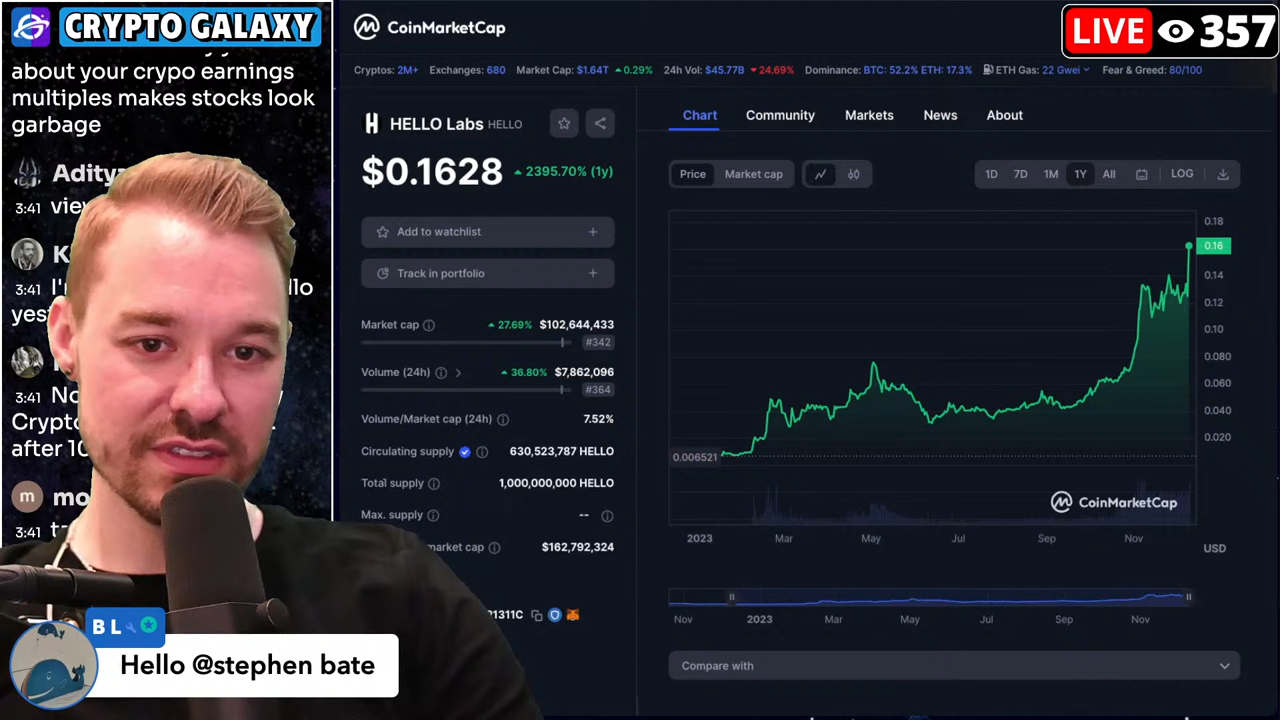 CRYPTO GALAXY
about your crypo earnings
multiples makes stocks look
garbage
3:41
3:41
3:41
Crypto
after
m
3:41
B L
Hello @stephen bate
LIVE 357
CoinMarketCap
Cryptos: 2M+ Exchanges: 680 Market Cap: $1.64T 0.29% 24h Vol: $45.77B 24.69% Dominance: BTC: 52.2% ETH: 17.3% ETH Gas: 22 Gwei Fear & Greed: 80/100
HELLO Labs HELLO
$0.1628 2395.70% (1y)
Add to watchlist +
Track in portfolio +
Market cap 27.69% $102,644,433
#342
Volume (24h) 36.80% $7,862,096
#364
Volume/Market cap (24h) 7.52%
Circulating supply 630,523,787 HELLO
Total supply 1,000,000,000 HELLO
Max. supply --
market cap $162,792,324
1311C
Chart Community Markets News About
Price Market cap 1D 7D 1M 1Y All LOG
0.18
0.16
0.14
0.12
0.10
0.080
0.060
0.040
0.020
0.006521
CoinMarketCap
2023 Mar May Jul Sep Nov
USD
Nov 2023 Mar May Jul Sep Nov
Compare with